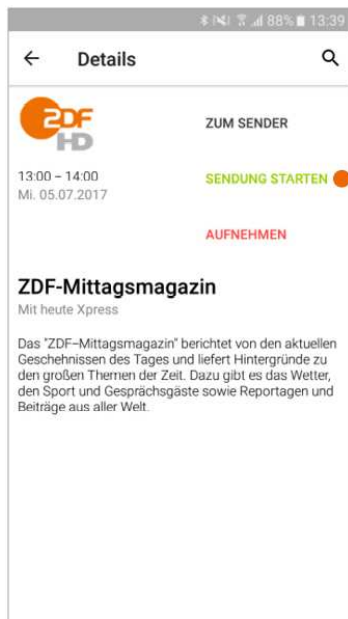 88% 13:39
Details
ZDF
HD
ZUM SENDER
13:00 – 14:00
Mi. 05.07.2017
SENDUNG STARTEN
AUFNEHMEN
ZDF-Mittagsmagazin
Mit heute Xpress
Das "ZDF–Mittagsmagazin" berichtet von den aktuellen
Geschehnissen des Tages und liefert Hintergründe zu
den großen Themen der Zeit. Dazu gibt es das Wetter,
den Sport und Gesprächsgäste sowie Reportagen und
Beiträge aus aller Welt.